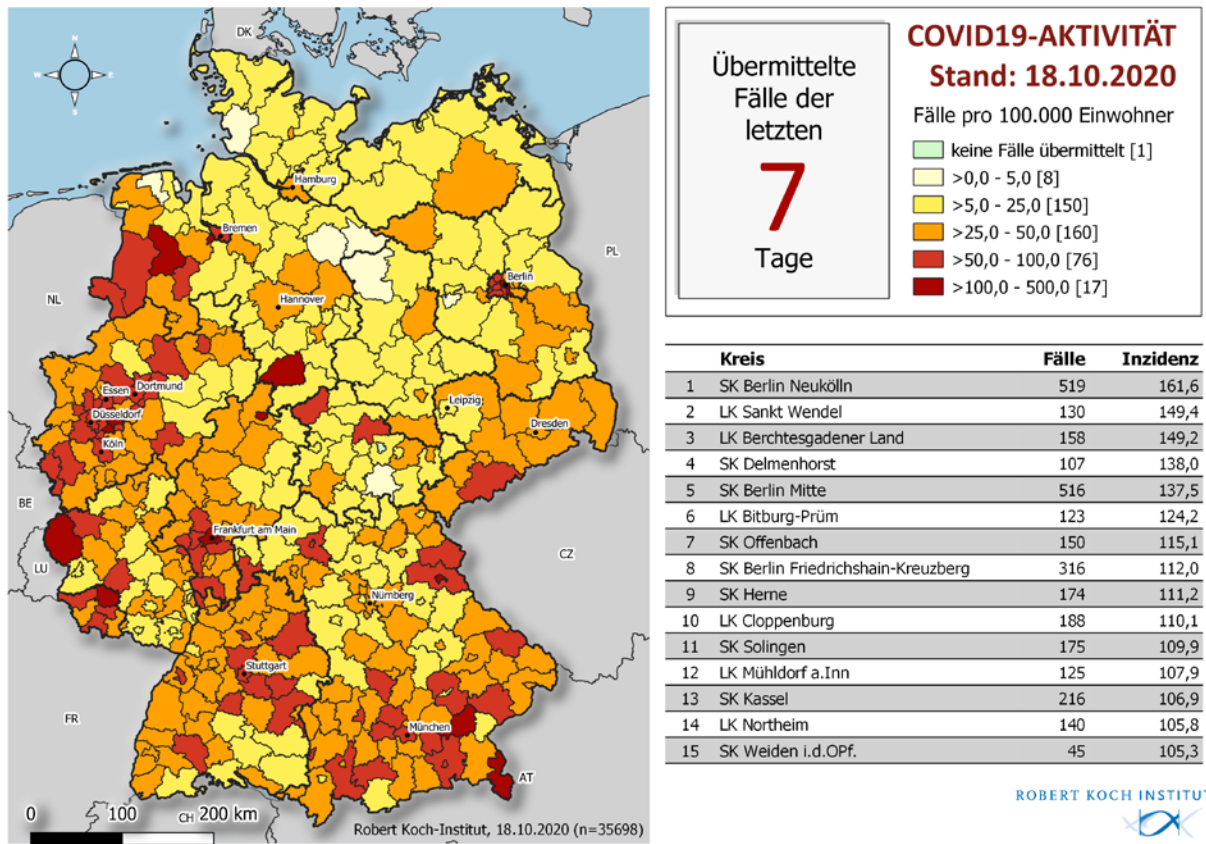 DK
N
W E
S
Hamburg
Bremen
PL
Berlin
NL
Hannover
Essen
Dortmund
Düsseldorf
Leipzig
Dresden
Köln
BE
Frankfurt am Main
CZ
LU
Nürnberg
Stuttgart
FR
München
AT
0 100 200 km
CH
Robert Koch-Institut, 18.10.2020 (n=35698)
Übermittelte
Fälle der
letzten
7
Tage
COVID19-AKTIVITÄT
Stand: 18.10.2020
Fälle pro 100.000 Einwohner
keine Fälle übermittelt [1]
>0,0 - 5,0 [8]
>5,0 - 25,0 [150]
>25,0 - 50,0 [160]
>50,0 - 100,0 [76]
>100,0 - 500,0 [17]
Kreis Fälle Inzidenz
1 SK Berlin Neukölln 519 161,6
2 LK Sankt Wendel 130 149,4
3 LK Berchtesgadener Land 158 149,2
4 SK Delmenhorst 107 138,0
5 SK Berlin Mitte 516 137,5
6 LK Bitburg-Prüm 123 124,2
7 SK Offenbach 150 115,1
8 SK Berlin Friedrichshain-Kreuzberg 316 112,0
9 SK Herne 174 111,2
10 LK Cloppenburg 188 110,1
11 SK Solingen 175 109,9
12 LK Mühldorf a.Inn 125 107,9
13 SK Kassel 216 106,9
14 LK Northeim 140 105,8
15 SK Weiden i.d.OPf. 45 105,3
ROBERT KOCH INSTITUT